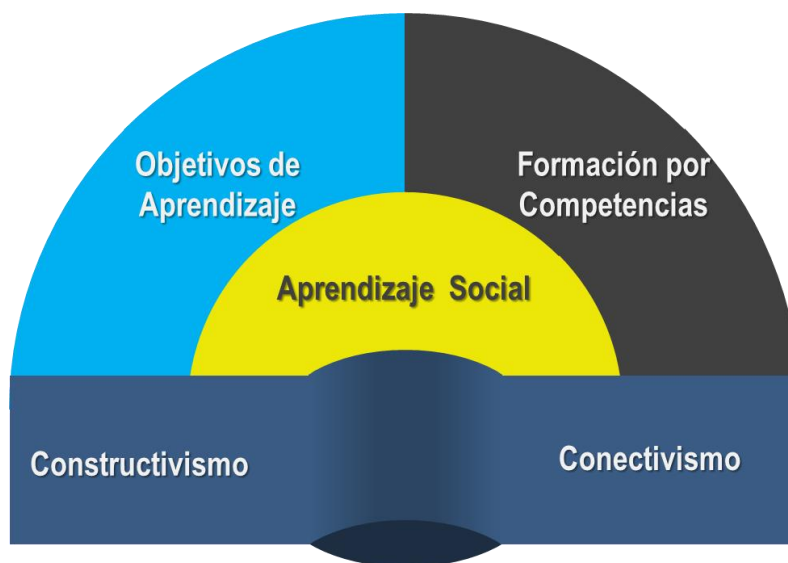 Objetivos de
Aprendizaje
Formación por
Competencias
Aprendizaje Social
Constructivismo
Conectivismo